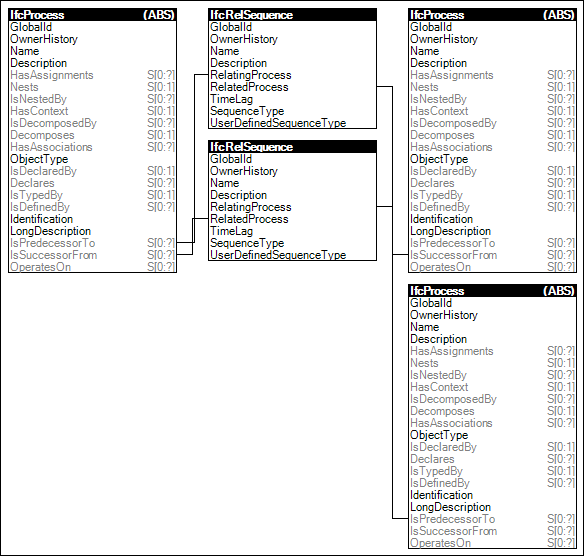 IfcProcess (ABS)
GlobalId
OwnerHistory
Name
Description
HasAssignments S[0:?]
Nests S[0:1]
IsNestedBy S[0:?]
HasContext S[0:1]
IsDecomposedBy S[0:?]
Decomposes S[0:1]
HasAssociations S[0:?]
ObjectType
IsDeclaredBy S[0:1]
Declares S[0:?]
IsTypedBy S[0:1]
IsDefinedBy S[0:?]
Identification
LongDescription
IsPredecessorTo S[0:?]
IsSuccessorFrom S[0:?]
OperatesOn S[0:?]
IfcRelSequence
GlobalId
OwnerHistory
Name
Description
RelatingProcess
RelatedProcess
TimeLag
SequenceType
UserDefinedSequenceType
IfcRelSequence
GlobalId
OwnerHistory
Name
Description
RelatingProcess
RelatedProcess
TimeLag
SequenceType
UserDefinedSequenceType
IfcProcess (ABS)
GlobalId
OwnerHistory
Name
Description
HasAssignments S[0:?]
Nests S[0:1]
IsNestedBy S[0:?]
HasContext S[0:1]
IsDecomposedBy S[0:?]
Decomposes S[0:1]
HasAssociations S[0:?]
ObjectType
IsDeclaredBy S[0:1]
Declares S[0:?]
IsTypedBy S[0:1]
IsDefinedBy S[0:?]
Identification
LongDescription
IsPredecessorTo S[0:?]
IsSuccessorFrom S[0:?]
OperatesOn S[0:?]
IfcProcess (ABS)
GlobalId
OwnerHistory
Name
Description
HasAssignments S[0:?]
Nests S[0:1]
IsNestedBy S[0:?]
HasContext S[0:1]
IsDecomposedBy S[0:?]
Decomposes S[0:1]
HasAssociations S[0:?]
ObjectType
IsDeclaredBy S[0:1]
Declares S[0:?]
IsTypedBy S[0:1]
IsDefinedBy S[0:?]
Identification
LongDescription
IsPredecessorTo S[0:?]
IsSuccessorFrom S[0:?]
OperatesOn S[0:?]